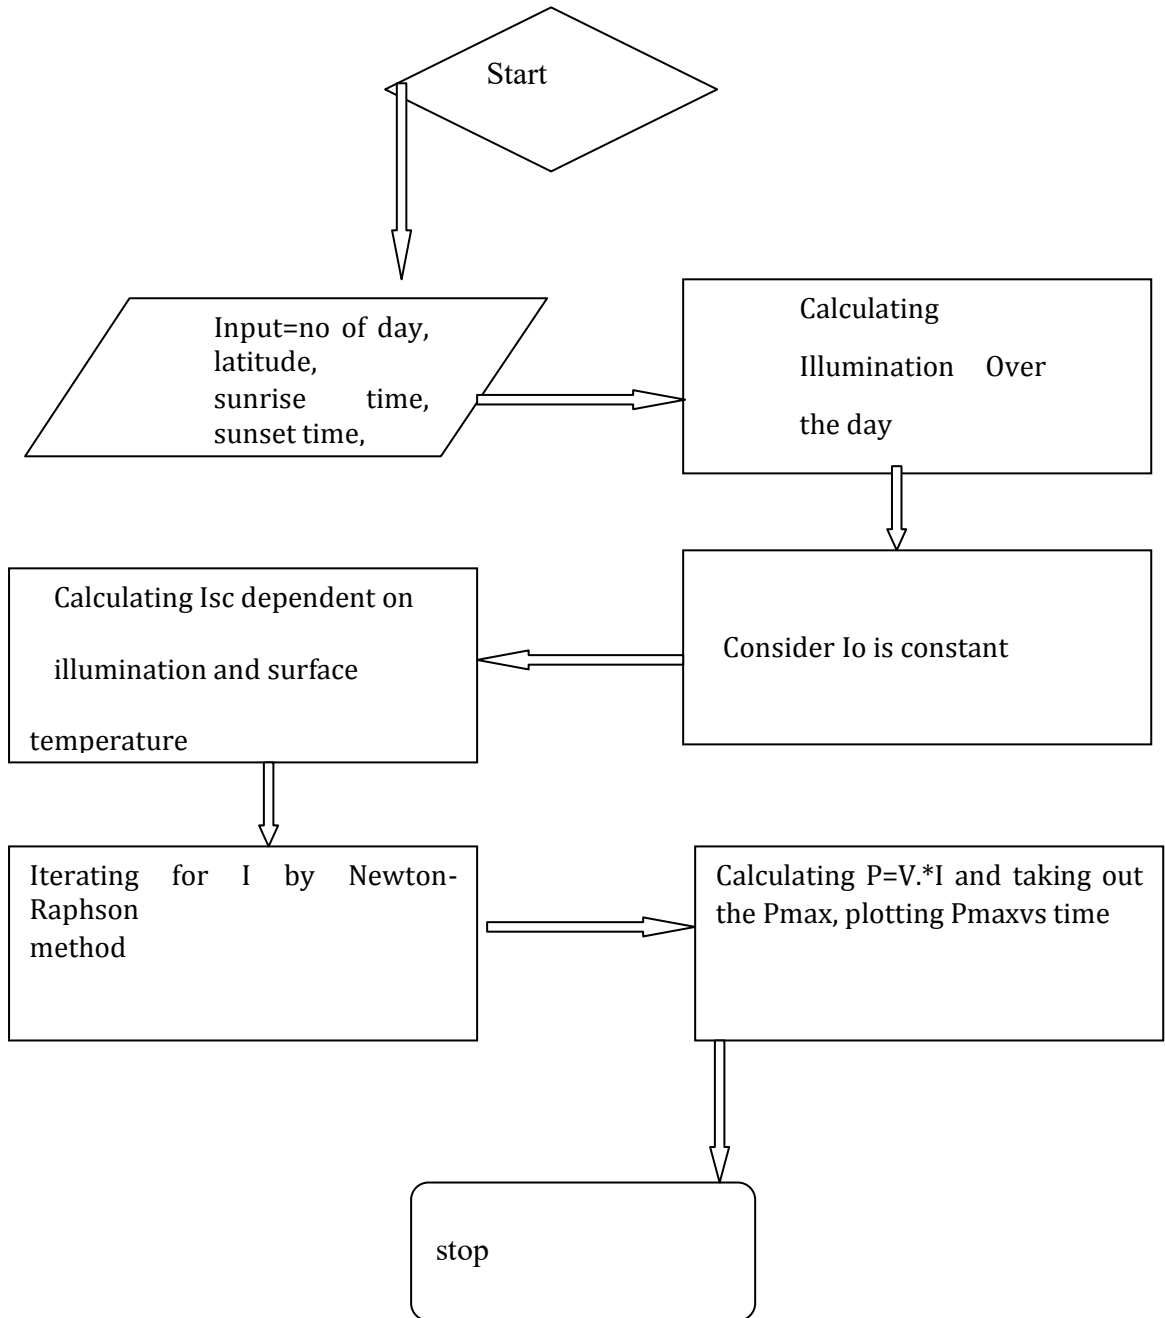 Start
Input=no of day,
latitude,
sunrise time,
sunset time,
Calculating
Illumination Over
the day
Consider Io is constant
Calculating Isc dependent on
illumination and surface
temperature
Iterating for I by Newton-
Raphson
method
Calculating P=V.*I and taking out
the Pmax, plotting Pmaxvs time
stop